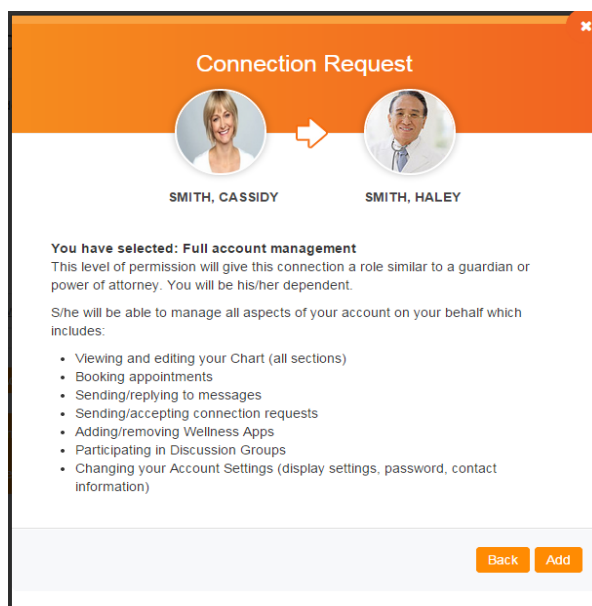 Connection Request
SMITH, CASSIDY
SMITH, HALEY
You have selected: Full account management
This level of permission will give this connection a role similar to a guardian or
power of attorney. You will be his/her dependent.
S/he will be able to manage all aspects of your account on your behalf which
includes:
• Viewing and editing your Chart (all sections)
• Booking appointments
• Sending/replying to messages
• Sending/accepting connection requests
• Adding/removing Wellness Apps
• Participating in Discussion Groups
• Changing your Account Settings (display settings, password, contact
information)
Back
Add